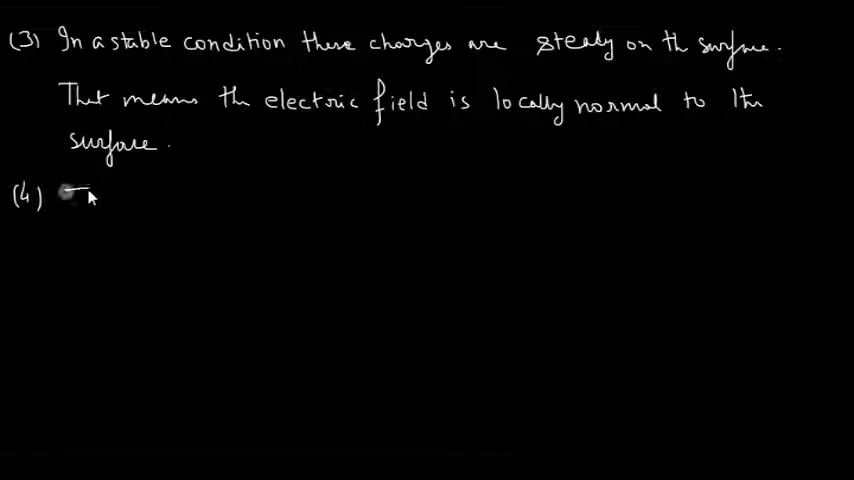 (3) In a stable condition these charges are steady on th surface.
That means the electric field is locally normal to the
surface.
(4)